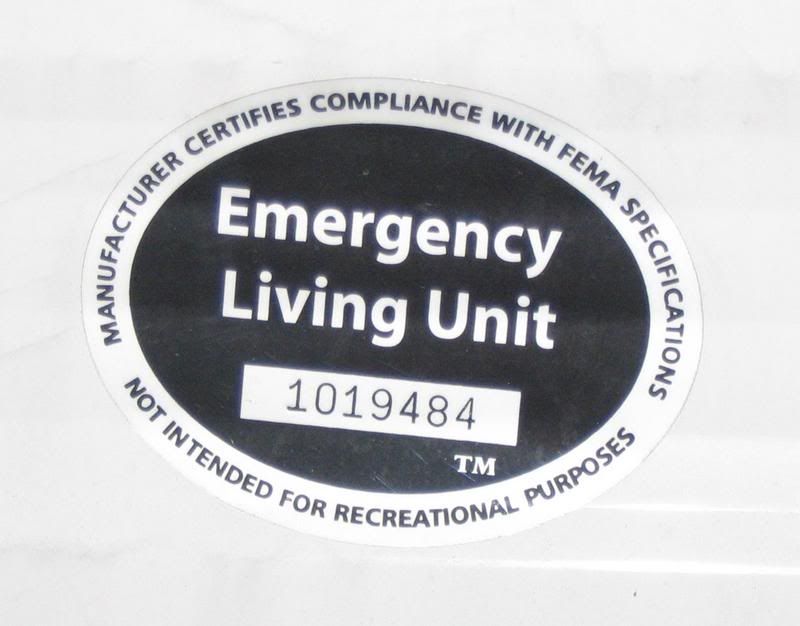 MANUFACTURER CERTIFIES COMPLIANCE WITH FEMA SPECIFICATIONS
Emergency
Living Unit
1019484
TM
NOT INTENDED FOR RECREATIONAL PURPOSES